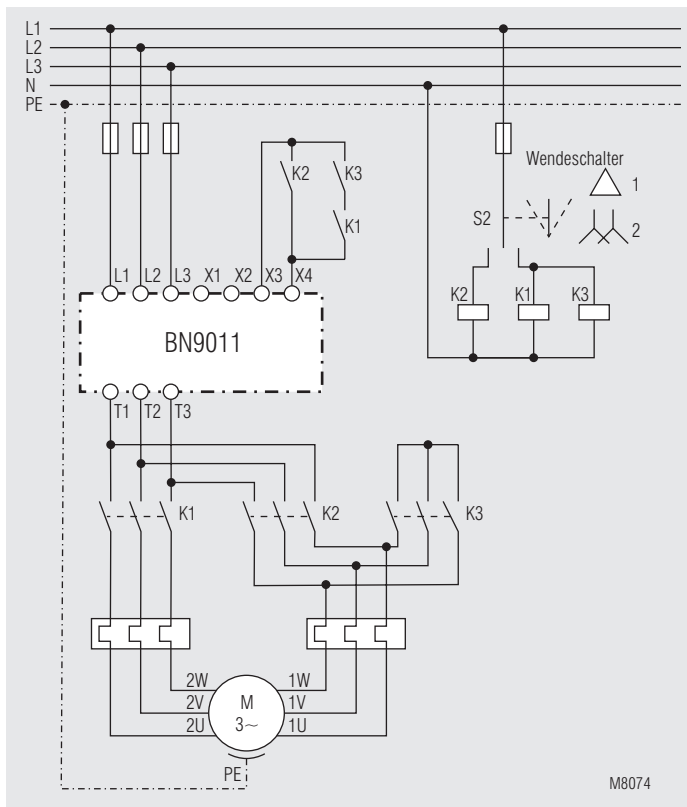 L1
L2
L3
N
PE
K2 K3
K1
Wendeschalter
1
S2
2
L1 L2 L3 X1 X2 X3 X4
K2 K1 K3
BN9011
T1 T2 T3
K1 K2 K3
2W 1W
2V M 1V
2U 3~ 1U
PE
M8074